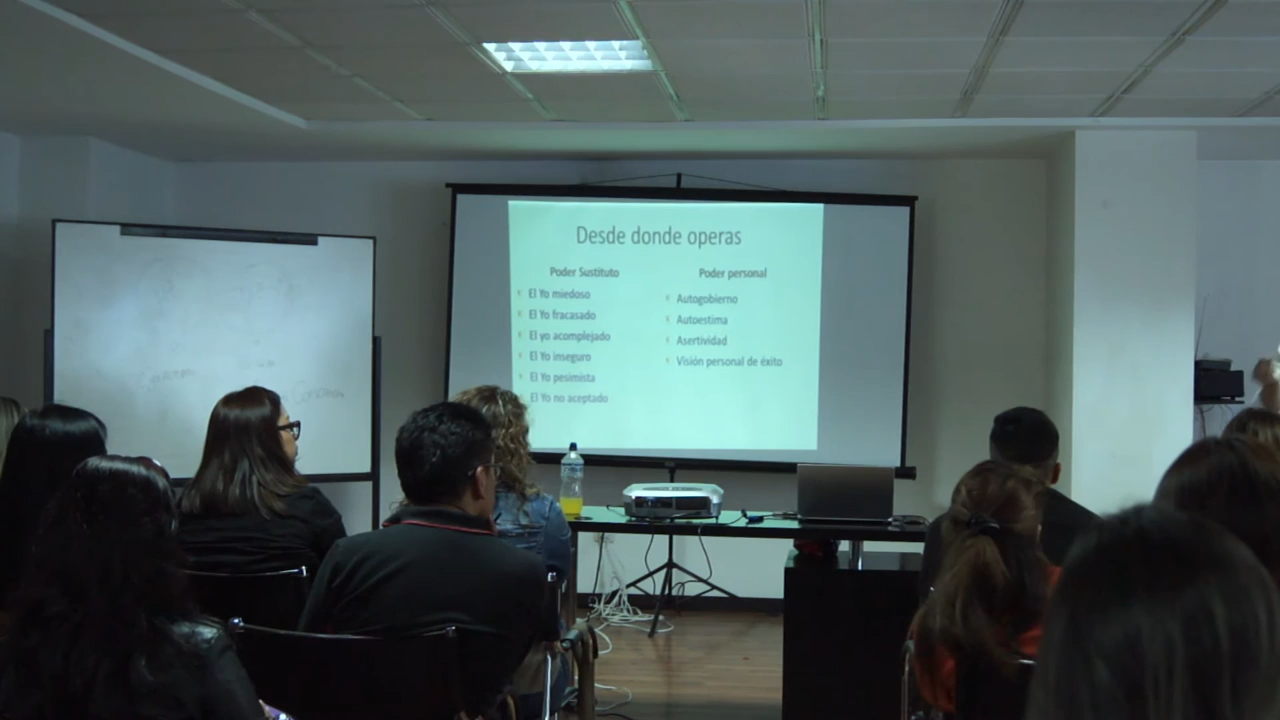 Desde donde operas
Poder Sustituto
El Yo miedoso
El Yo fracasado
El yo acomplejado
El Yo inseguro
El Yo pesimista
El Yo no aceptado
Poder personal
Autogobierno
Autoestima
Asertividad
Visión personal de éxito